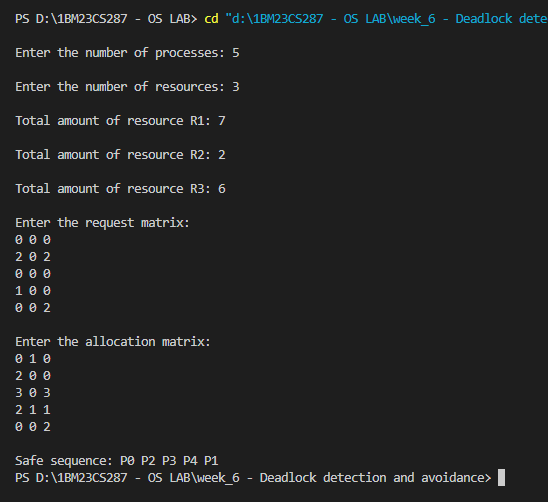 PS D:\1BM23CS287 - OS LAB> cd "d:\1BM23CS287 - OS LAB\week_6 - Deadlock dete
Enter the number of processes: 5
Enter the number of resources: 3
Total amount of resource R1: 7
Total amount of resource R2: 2
Total amount of resource R3: 6
Enter the request matrix:
0 0 0
2 0 2
0 0 0
1 0 0
0 0 2
Enter the allocation matrix:
0 1 0
2 0 0
3 0 3
2 1 1
0 0 2
Safe sequence: P0 P2 P3 P4 P1
PS D:\1BM23CS287 - OS LAB\week_6 - Deadlock detection and avoidance>